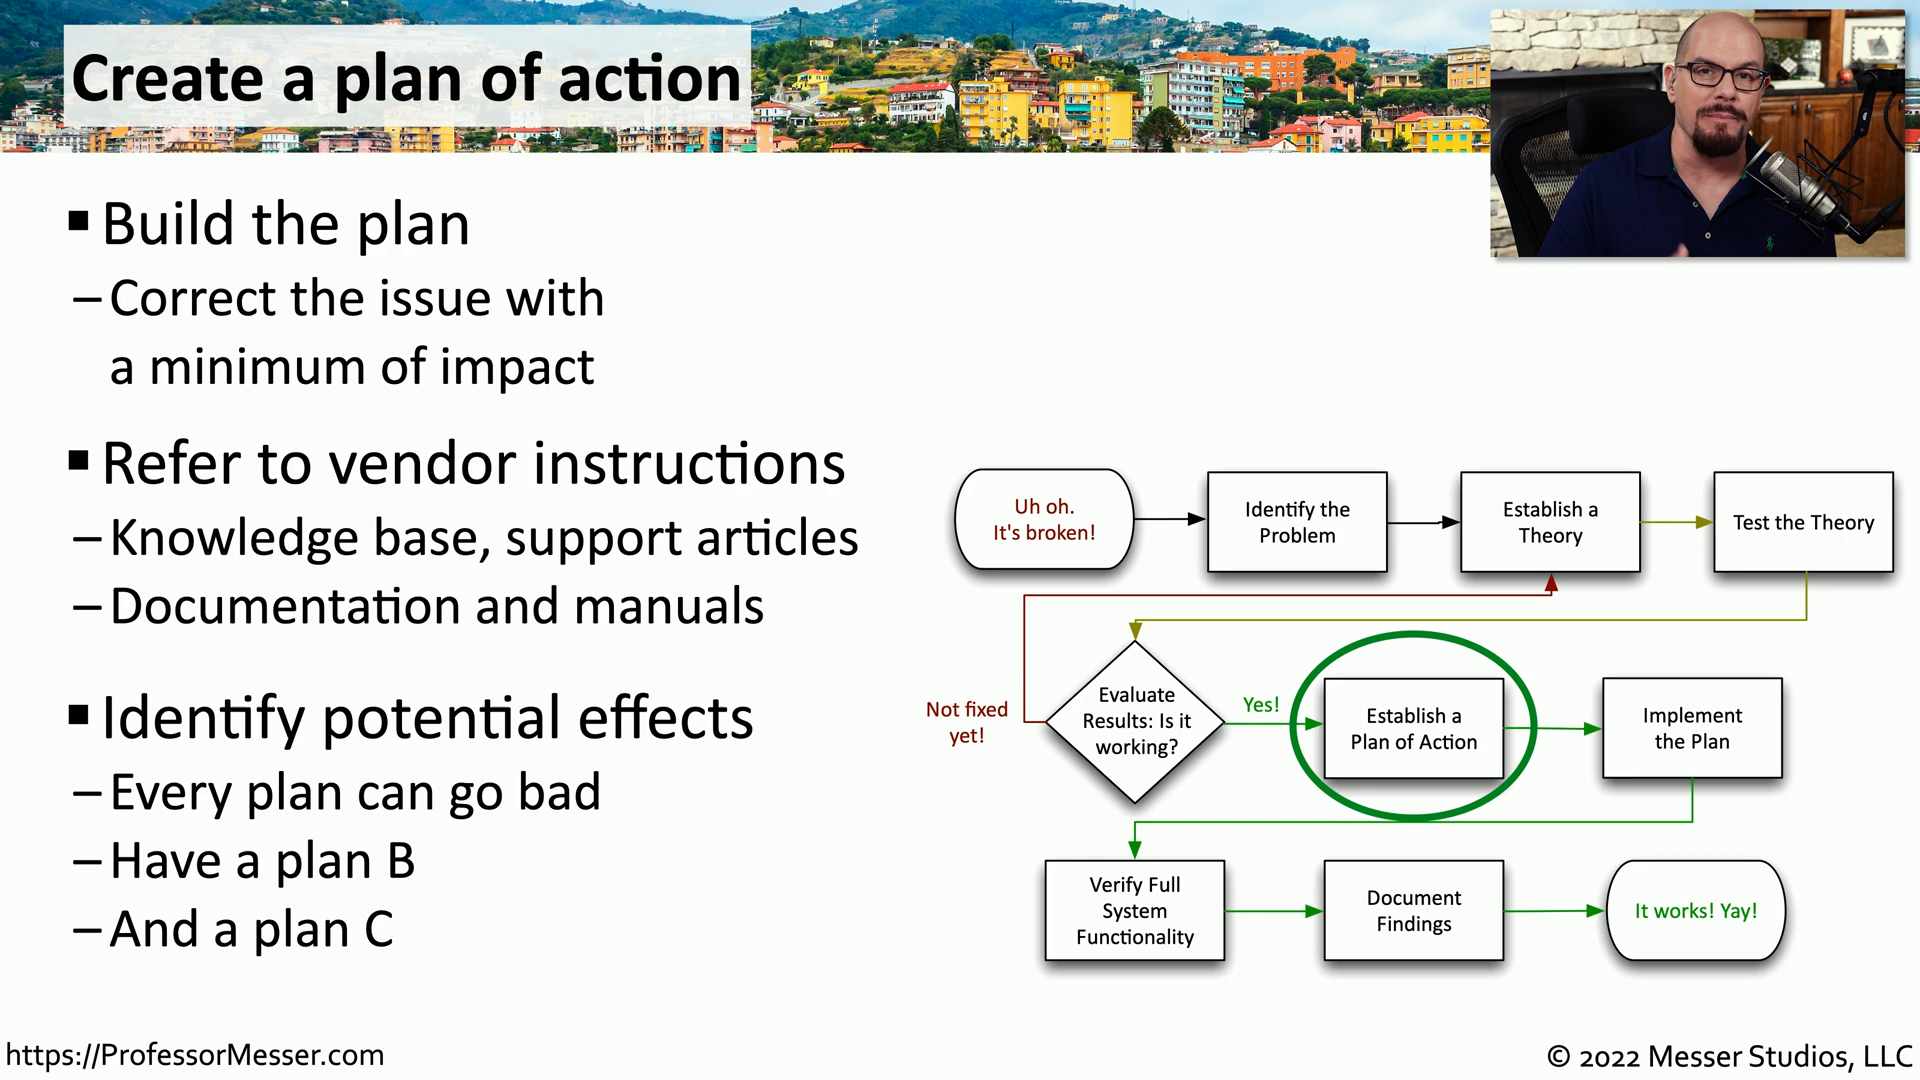 Create a plan of action
▪ Build the plan
– Correct the issue with
a minimum of impact
▪ Refer to vendor instructions
– Knowledge base, support articles
– Documentation and manuals
▪ Identify potential effects
– Every plan can go bad
– Have a plan B
– And a plan C
Uh oh.
It's broken!
Identify the
Problem
Establish a
Theory
Test the Theory
Not fixed
yet!
Evaluate
Results: Is it
working?
Yes!
Establish a
Plan of Action
Implement
the Plan
Verify Full
System
Functionality
Document
Findings
It works! Yay!
https://ProfessorMesser.com
© 2022 Messer Studios, LLC